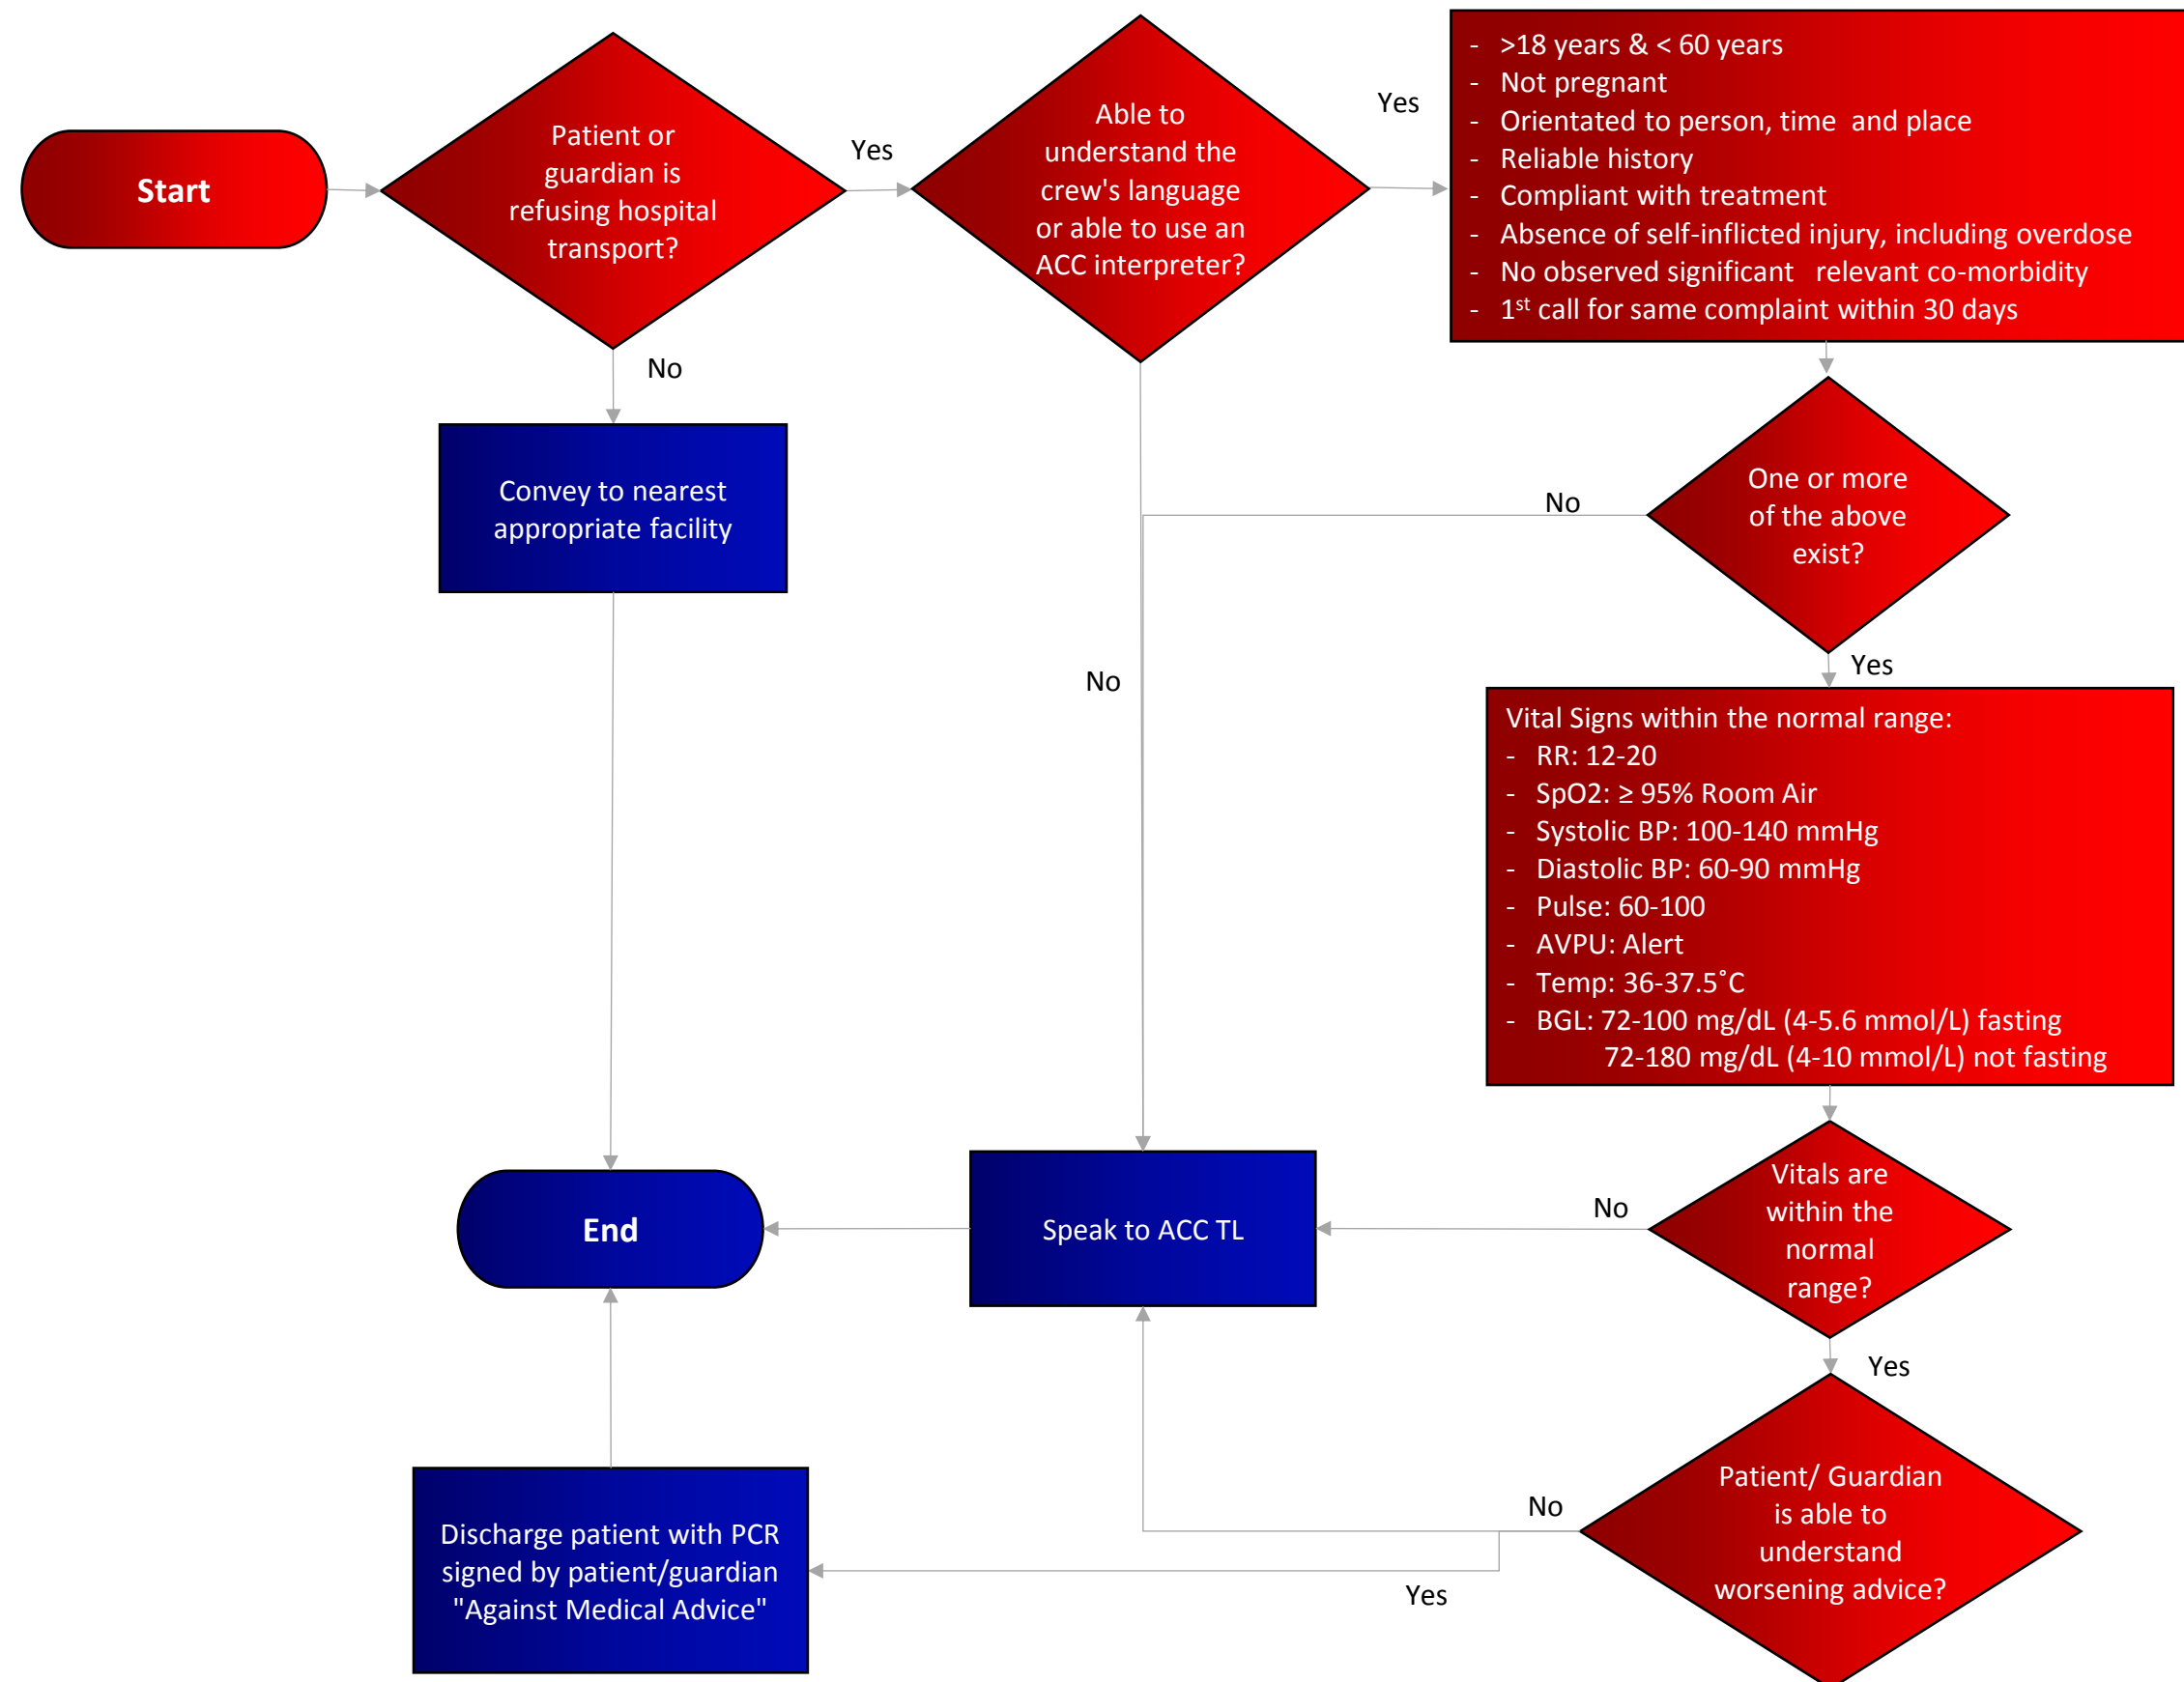 Start
Patient or
guardian is
refusing hospital
transport?
Yes
No
Able to
understand the
crew's language
or able to use an
ACC interpreter?
Yes
No
- >18 years & < 60 years
- Not pregnant
- Orientated to person, time and place
- Reliable history
- Compliant with treatment
- Absence of self-inflicted injury, including overdose
- No observed significant relevant co-morbidity
- 1st call for same complaint within 30 days
Convey to nearest
appropriate facility
One or more
of the above
exist?
No
Yes
Vital Signs within the normal range:
- RR: 12-20
- SpO2: ≥ 95% Room Air
- Systolic BP: 100-140 mmHg
- Diastolic BP: 60-90 mmHg
- Pulse: 60-100
- AVPU: Alert
- Temp: 36-37.5˚C
- BGL: 72-100 mg/dL (4-5.6 mmol/L) fasting
72-180 mg/dL (4-10 mmol/L) not fasting
Vitals are
within the
normal
range?
No
Yes
Speak to ACC TL
End
Patient/ Guardian
is able to
understand
worsening advice?
No
Yes
Discharge patient with PCR
signed by patient/guardian
"Against Medical Advice"